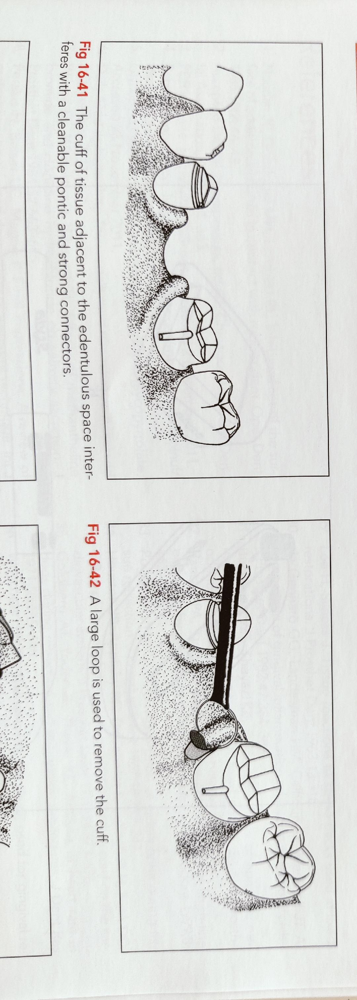 Fig 16-41 The cuff of tissue adjacent to the edentulous space inter-
feres with a cleanable pontic and strong connectors.
Fig 16-42 A large loop is used to remove the cuff.